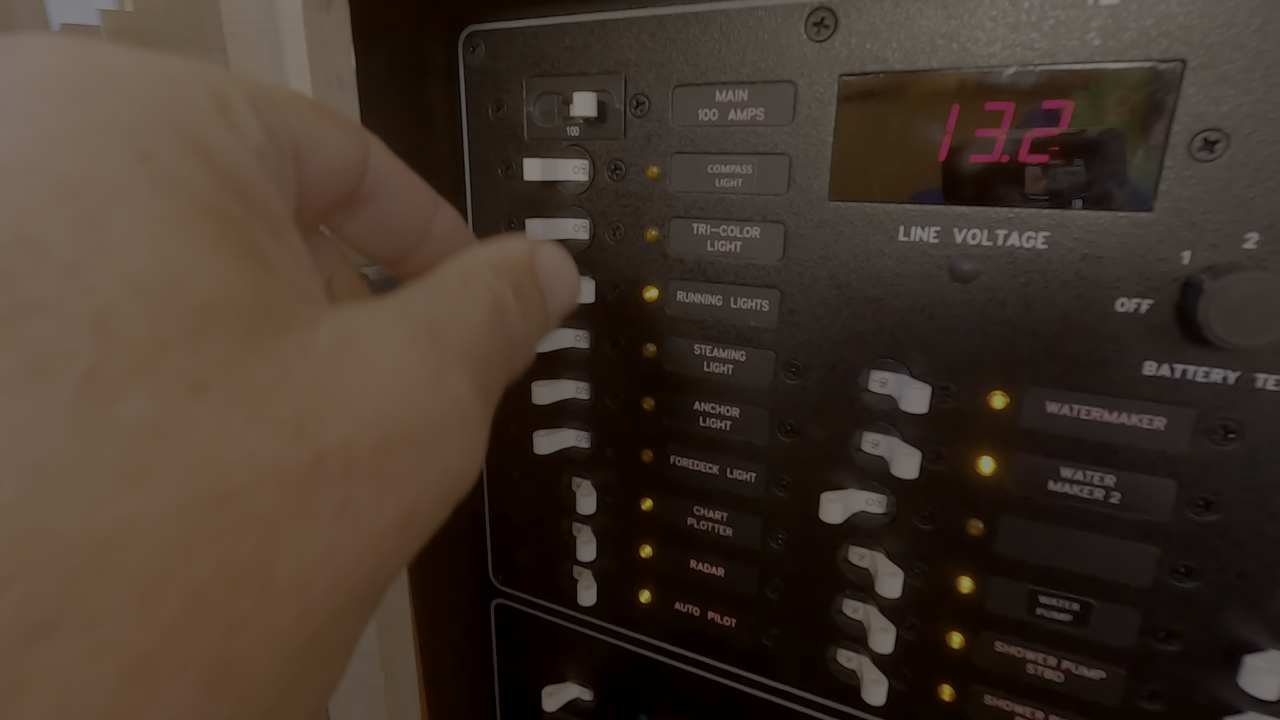 MAIN
100 AMPS
100
COMPASS
LIGHT
TRI-COLOR
LIGHT
RUNNING LIGHTS
STEAMING
LIGHT
ANCHOR
LIGHT
FOREDECK LIGHT
CHART
PLOTTER
RADAR
AUTO PILOT
13.2
LINE VOLTAGE
OFF
1
2
BATTERY
WATERMAKER
WATER
MAKER 2
WATER
PUMP
SHOWER PUMP
STBD
SHOWER